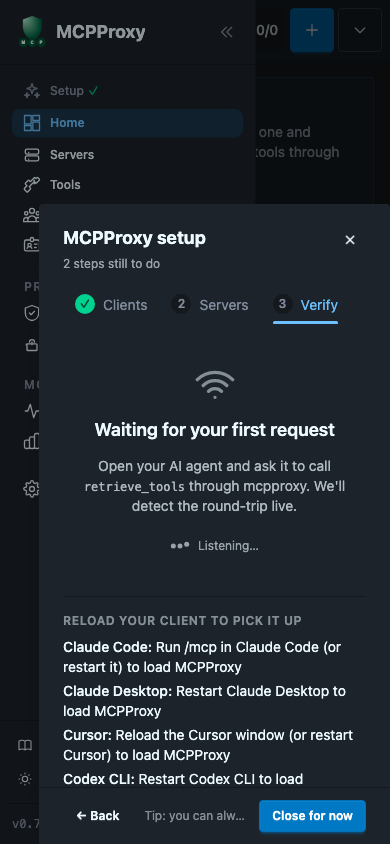 MCP
MCPProxy
0/0
Setup
Home
one and
Servers
tools through
Tools
MCPProxy setup
2 steps still to do
Clients
2 Servers
3 Verify
PR
Waiting for your first request
Open your AI agent and ask it to call
retrieve_tools through mcpproxy. We'll
detect the round-trip live.
Listening...
RELOAD YOUR CLIENT TO PICK IT UP
Claude Code: Run /mcp in Claude Code (or
restart it) to load MCPProxy
Claude Desktop: Restart Claude Desktop to
load MCPProxy
Cursor: Reload the Cursor window (or restart
Cursor) to load MCPProxy
Codex CLI: Restart Codex CLI to load
Back
Tip: you can alw...
Close for now
v0.7